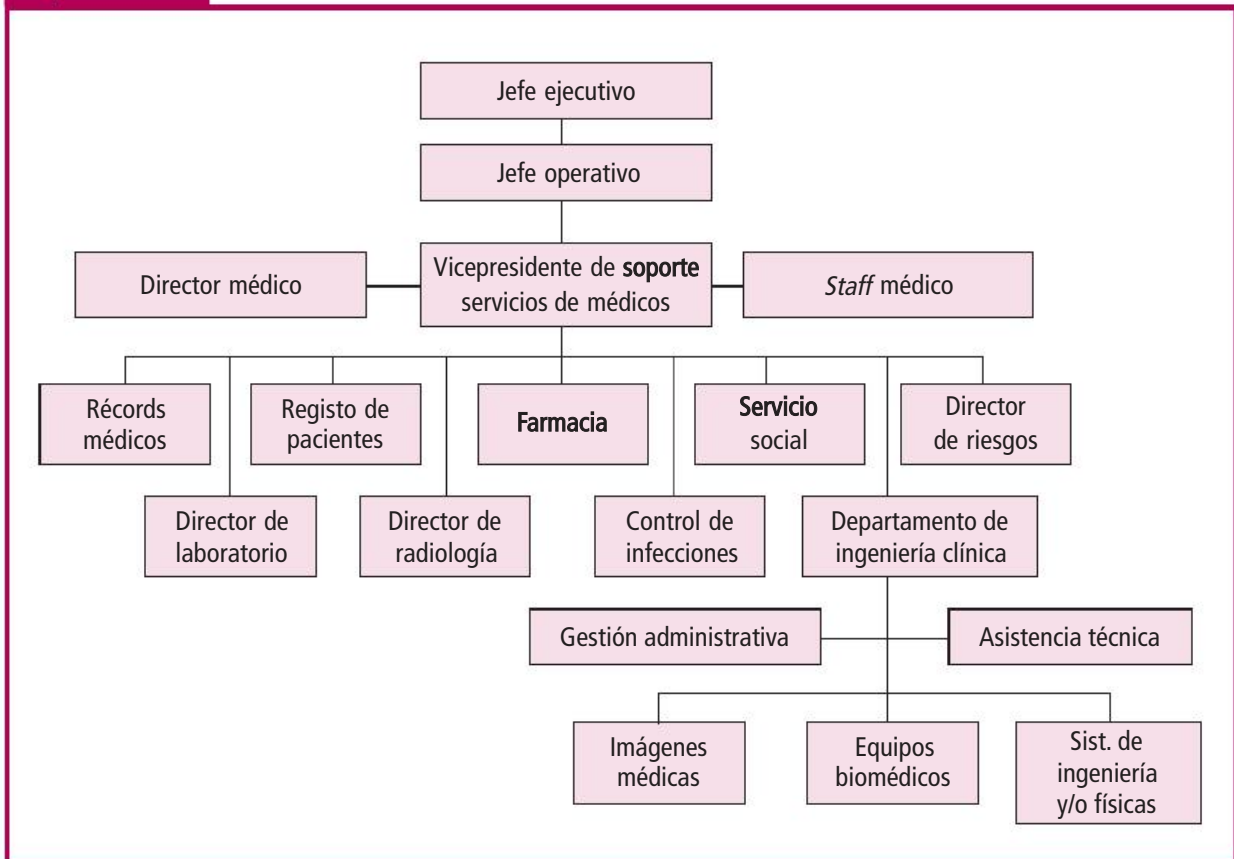 Jefe ejecutivo
Jefe operativo
Vicepresidente de soporte
servicios de médicos
Director médico
Staff médico
Récords
médicos
Registo de
pacientes
Farmacia
Servicio
social
Director
de riesgos
Director de
laboratorio
Director de
radiología
Control de
infecciones
Departamento de
ingeniería clínica
Gestión administrativa
Asistencia técnica
Imágenes
médicas
Equipos
biomédicos
Sist. de
ingeniería
y/o físicas